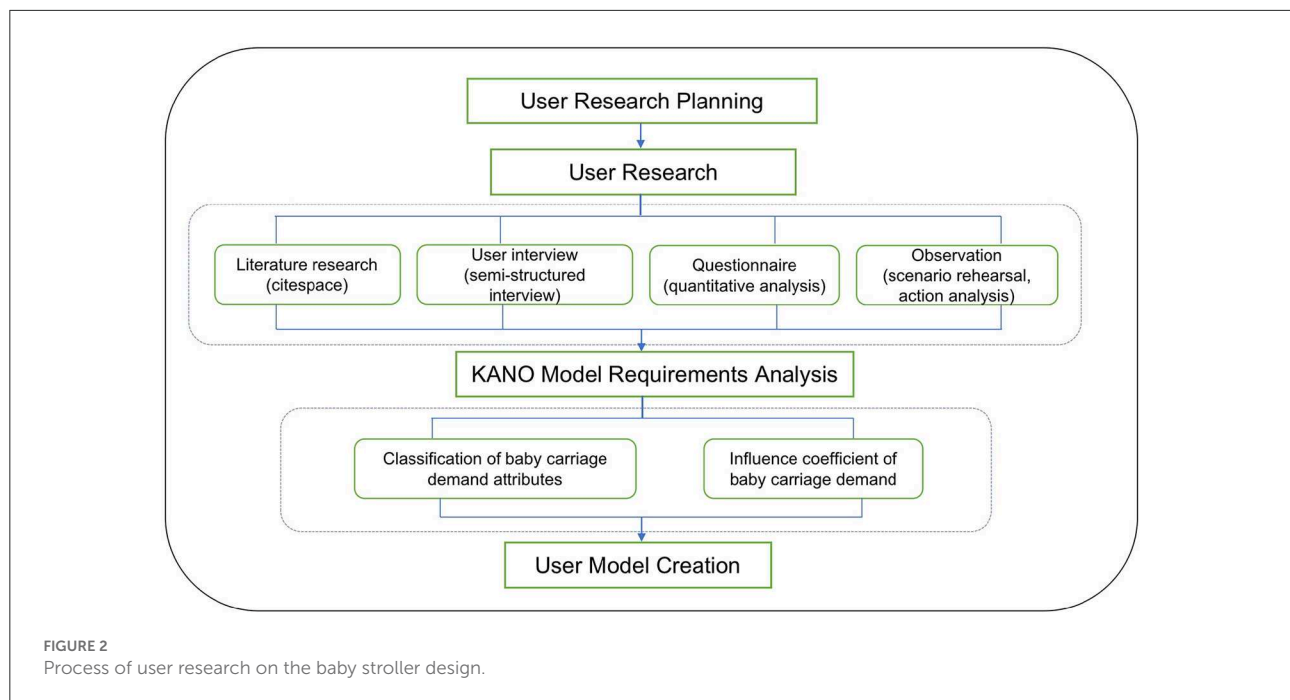 User Research Planning
User Research
Literature research
(citespace)
User interview
(semi-structured
interview)
Questionnaire
(quantitative analysis)
Observation
(scenario rehearsal,
action analysis)
KANO Model Requirements Analysis
Classification of baby carriage
demand attributes
Influence coefficient of
baby carriage demand
User Model Creation
FIGURE 2
Process of user research on the baby stroller design.